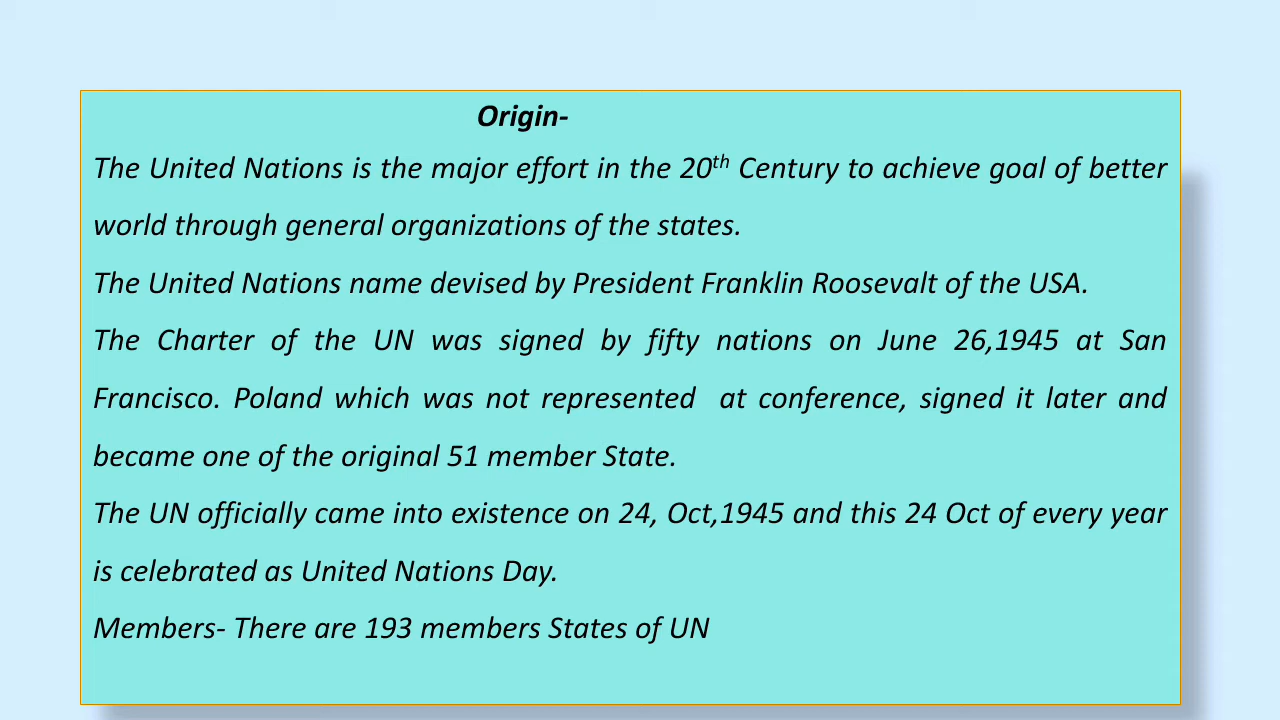 Origin-
The United Nations is the major effort in the 20th Century to achieve goal of better
world through general organizations of the states.
The United Nations name devised by President Franklin Roosevalt of the USA.
The Charter of the UN was signed by fifty nations on June 26,1945 at San
Francisco. Poland which was not represented at conference, signed it later and
became one of the original 51 member State.
The UN officially came into existence on 24, Oct,1945 and this 24 Oct of every year
is celebrated as United Nations Day.
Members- There are 193 members States of UN